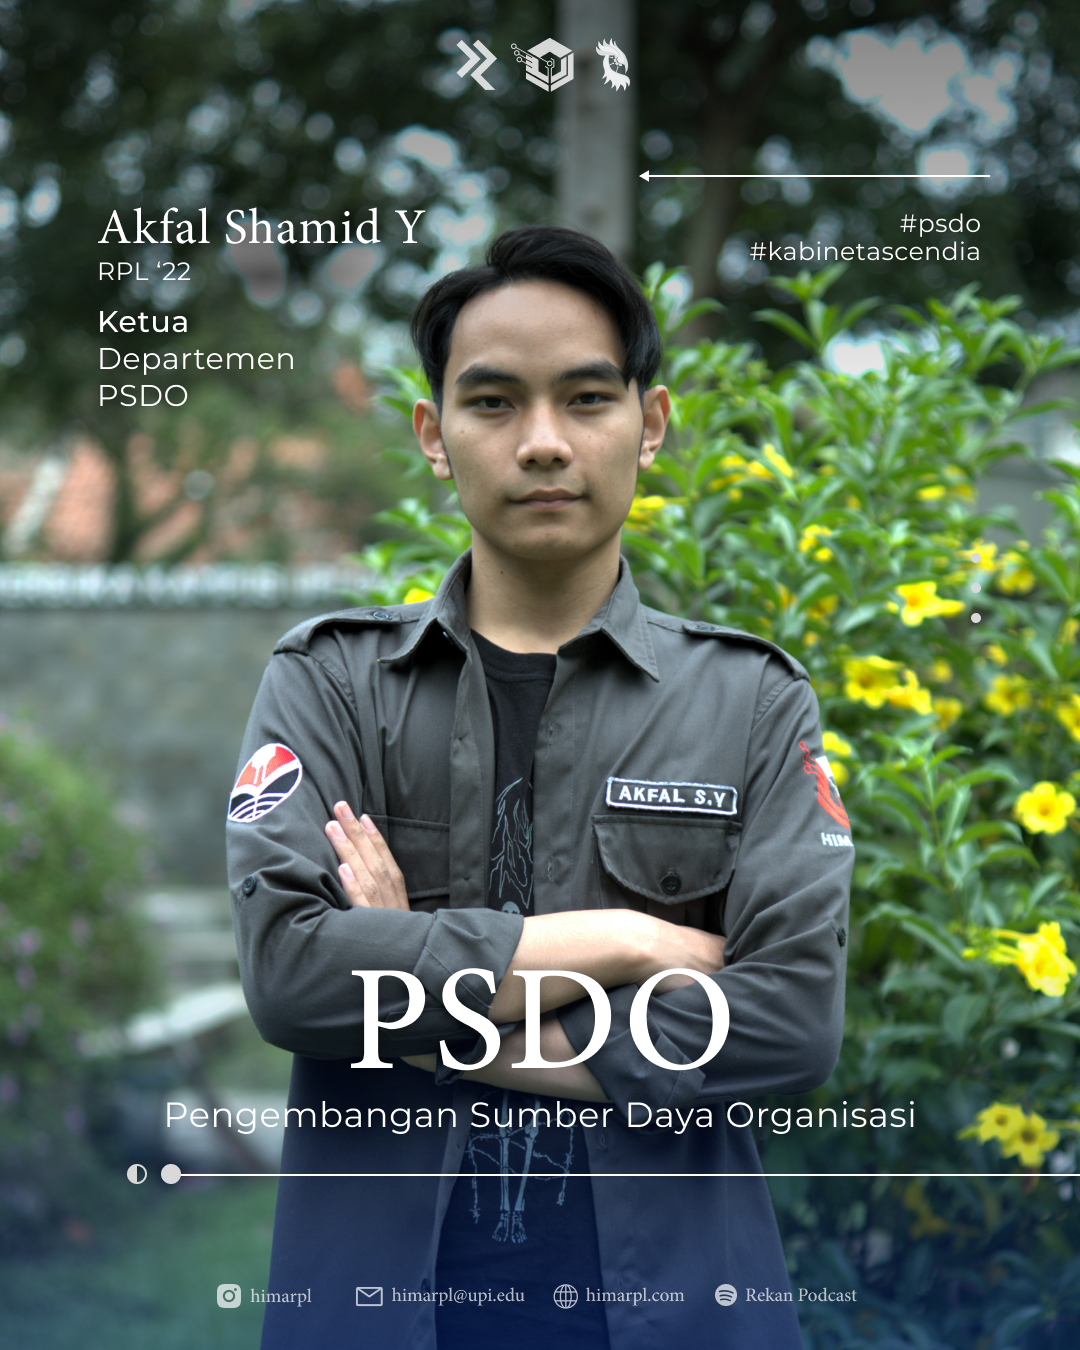 Akfal Shamid Y
RPL ‘22
Ketua
Departemen
PSDO
#psdo
#kabinetascendia
AKFAL S.Y
HIM
PSDO
Pengembangan Sumber Daya Organisasi
himarpl
himarpl@upi.edu
himarpl.com
Rekan Podcast